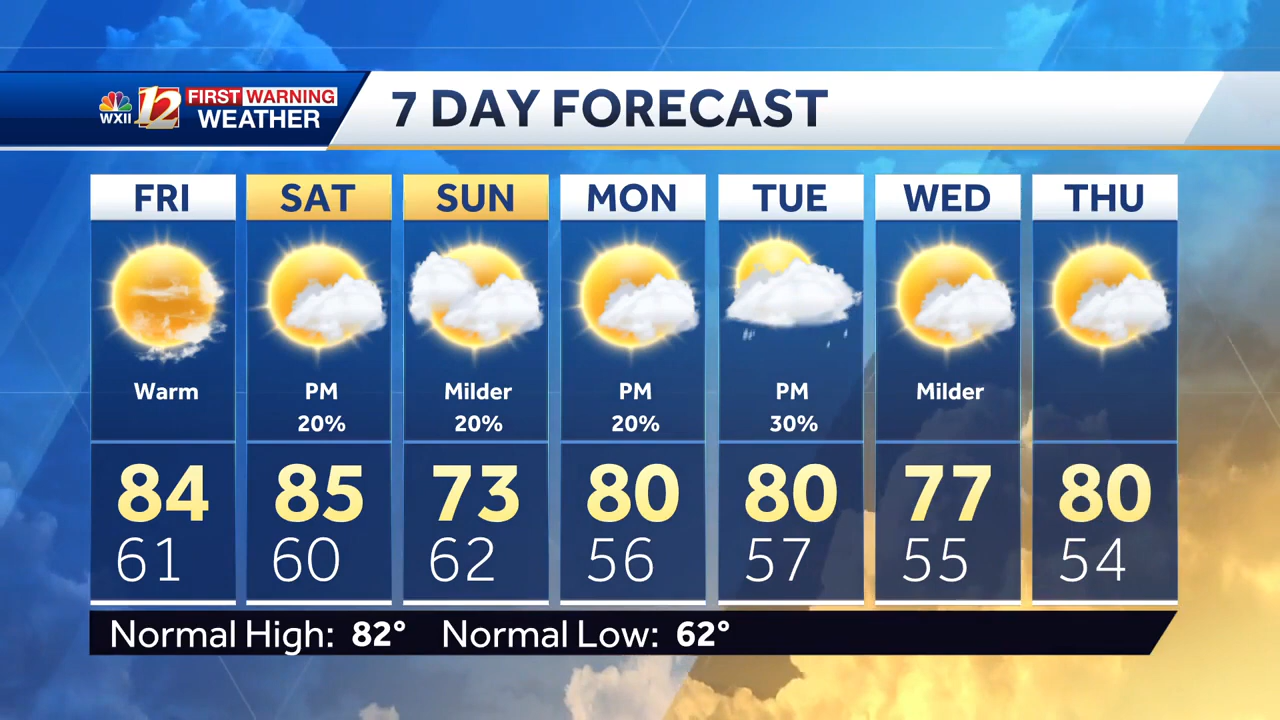 WXII 12 FIRST WARNING
WEATHER
7 DAY FORECAST
FRI SAT SUN MON TUE WED THU
Warm PM Milder PM PM Milder
20% 20% 20% 30%
84 85 73 80 80 77 80
61 60 62 56 57 55 54
Normal High: 82° Normal Low: 62°